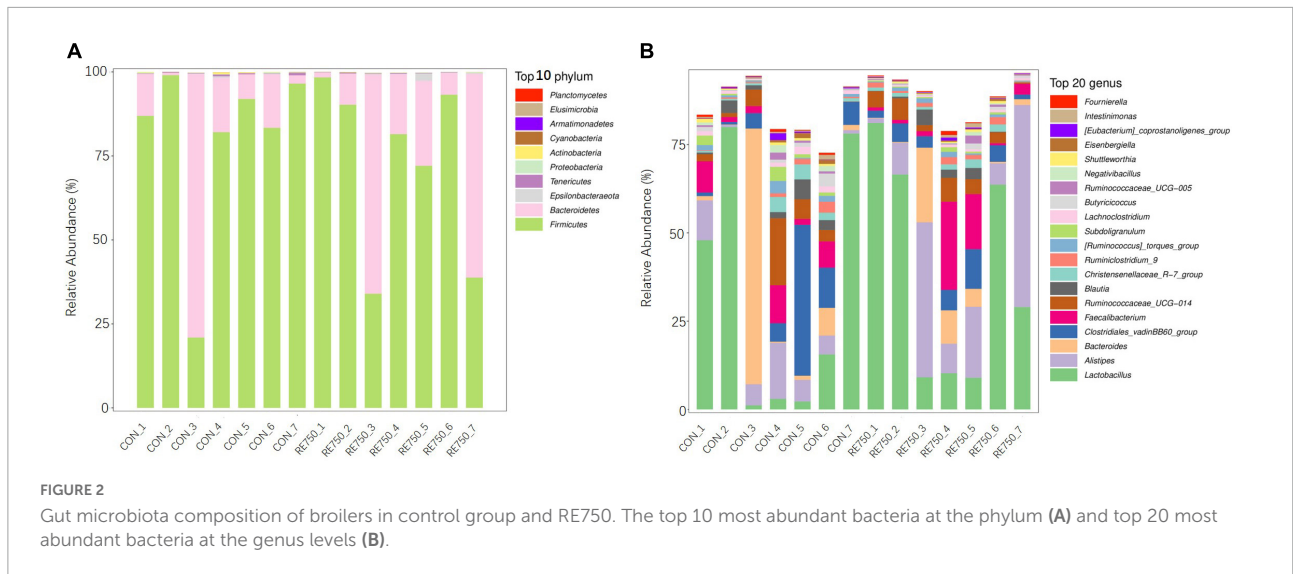 A
Relative Abundance (%)
100
75
50
25
0
CON_1
CON_2
CON_3
CON_4
CON_5
CON_6
CON_7
RE750_1
RE750_2
RE750_3
RE750_4
RE750_5
RE750_6
RE750_7
Top 10 phylum
Planctomycetes
Elusimicrobia
Armatimonadetes
Cyanobacteria
Actinobacteria
Proteobacteria
Tenericutes
Epsilonbacteraeota
Bacteroidetes
Firmicutes
B
Relative Abundance (%)
75
50
25
0
CON_1
CON_2
CON_3
CON_4
CON_5
CON_6
CON_7
RE750_1
RE750_2
RE750_3
RE750_4
RE750_5
RE750_6
RE750_7
Top 20 genus
Fournierella
Intestinimonas
[Eubacterium]_coprostanoligenes_group
Eisenbergiella
Shuttleworthia
Negativibacillus
Ruminococcaceae_UCG-005
Butyricicoccus
Lachnoclostridium
Subdoligranulum
[Ruminococcus]_torques_group
Ruminiclostridium_9
Christensenellaceae_R-7_group
Blautia
Ruminococcaceae_UCG-014
Faecalibacterium
Clostridiales_vadinBB60_group
Bacteroides
Alistipes
Lactobacillus
FIGURE 2
Gut microbiota composition of broilers in control group and RE750. The top 10 most abundant bacteria at the phylum (A) and top 20 most
abundant bacteria at the genus levels (B).